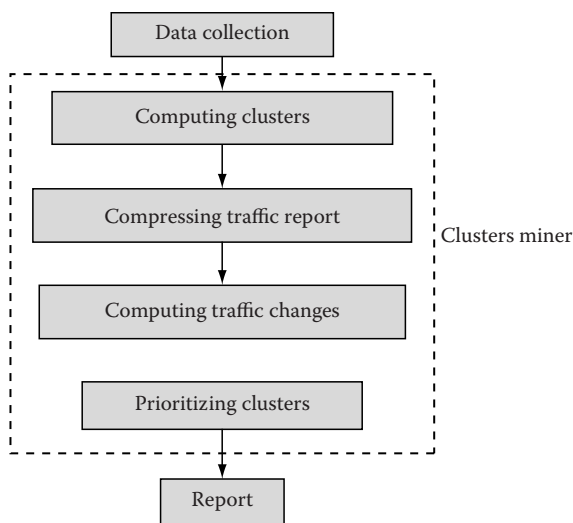 Data collection
Computing clusters
Compressing traffic report
Clusters miner
Computing traffic changes
Prioritizing clusters
Report